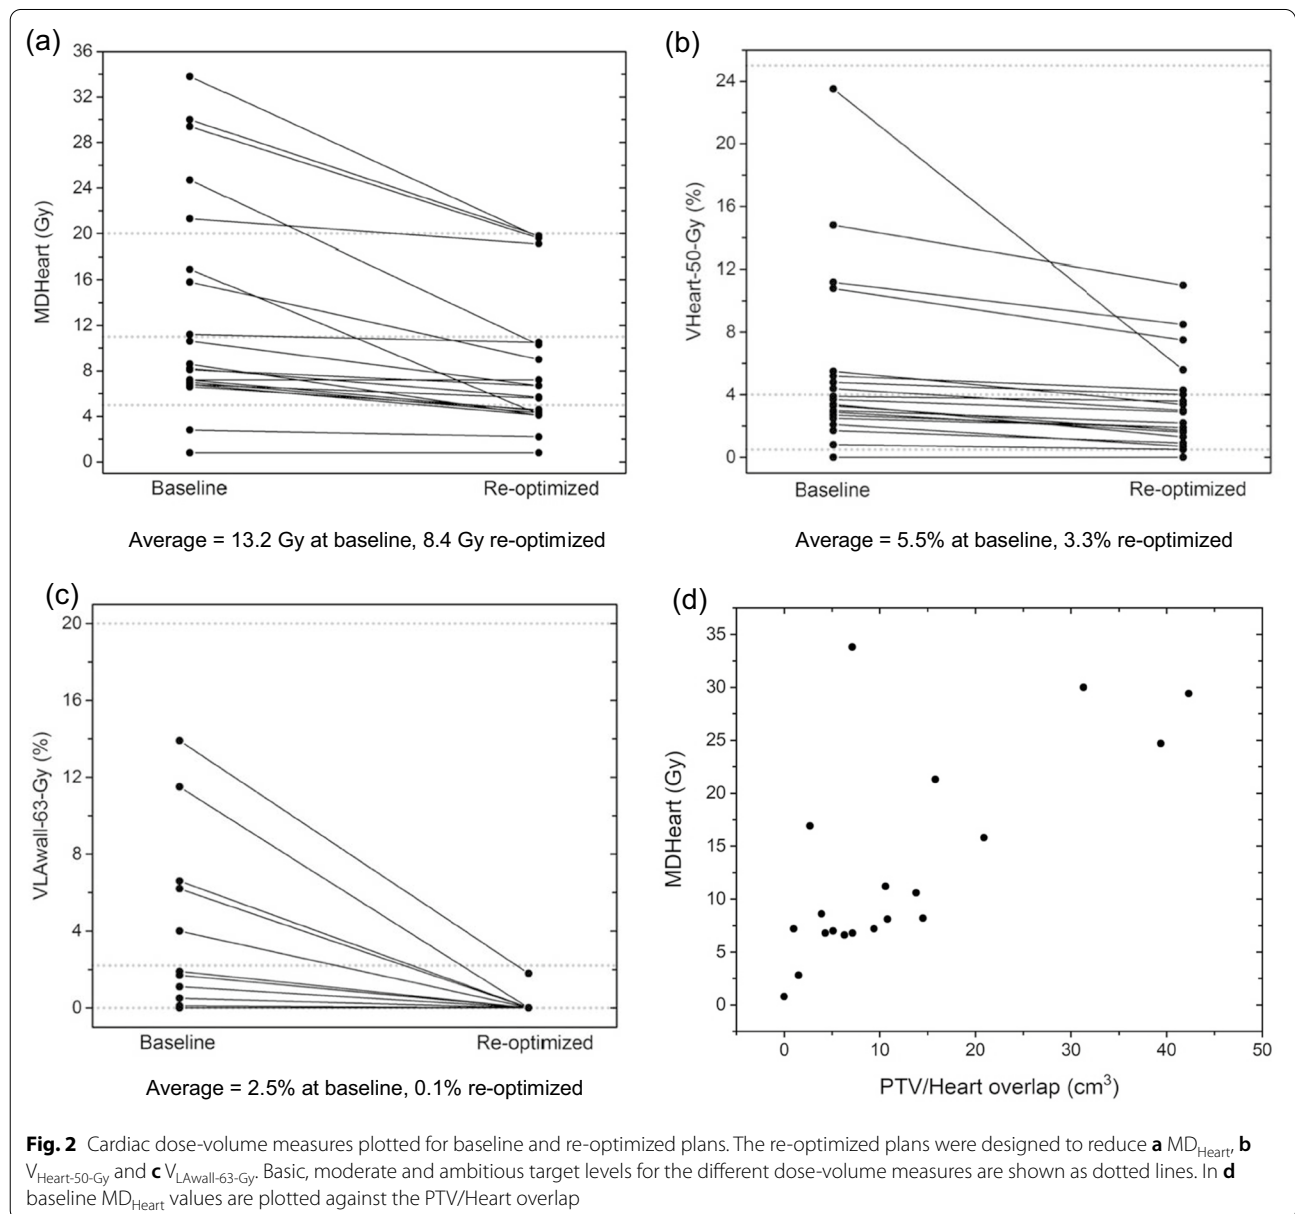 (a)
36
32
28
24
20
16
12
8
4
0
MDHeart (Gy)
Baseline
Re-optimized
Average = 13.2 Gy at baseline, 8.4 Gy re-optimized
(b)
24
20
16
12
8
4
0
VHeart-50-Gy (%)
Baseline
Re-optimized
Average = 5.5% at baseline, 3.3% re-optimized
(c)
20
16
12
8
4
0
VLAwall-63-Gy (%)
Baseline
Re-optimized
Average = 2.5% at baseline, 0.1% re-optimized
(d)
35
30
25
20
15
10
5
0
MDHeart (Gy)
0 10 20 30 40 50
PTV/Heart overlap (cm³)
Fig. 2 Cardiac dose-volume measures plotted for baseline and re-optimized plans. The re-optimized plans were designed to reduce a MD_Heart, b
V_Heart-50-Gy and c V_LAwall-63-Gy. Basic, moderate and ambitious target levels for the different dose-volume measures are shown as dotted lines. In d
baseline MD_Heart values are plotted against the PTV/Heart overlap